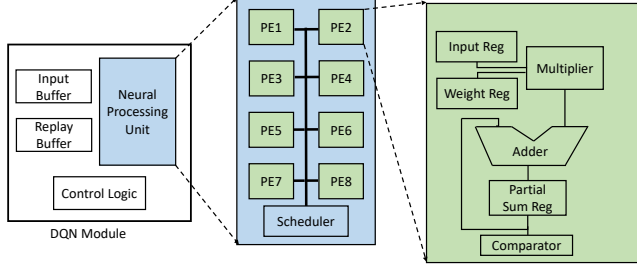 Input
Buffer
Replay
Buffer
Neural
Processing
Unit
Control Logic
DQN Module
PE1
PE2
PE3
PE4
PE5
PE6
PE7
PE8
Scheduler
Input Reg
Weight Reg
Multiplier
Adder
Partial
Sum Reg
Comparator